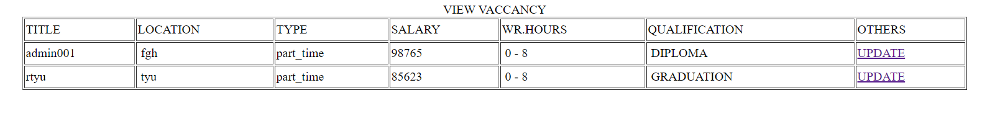 VIEW VACCANCY
TITLE LOCATION TYPE SALARY WR.HOURS QUALIFICATION OTHERS
admin001 fgh part_time 98765 0 - 8 DIPLOMA UPDATE
rtyu tyu part_time 85623 0 - 8 GRADUATION UPDATE